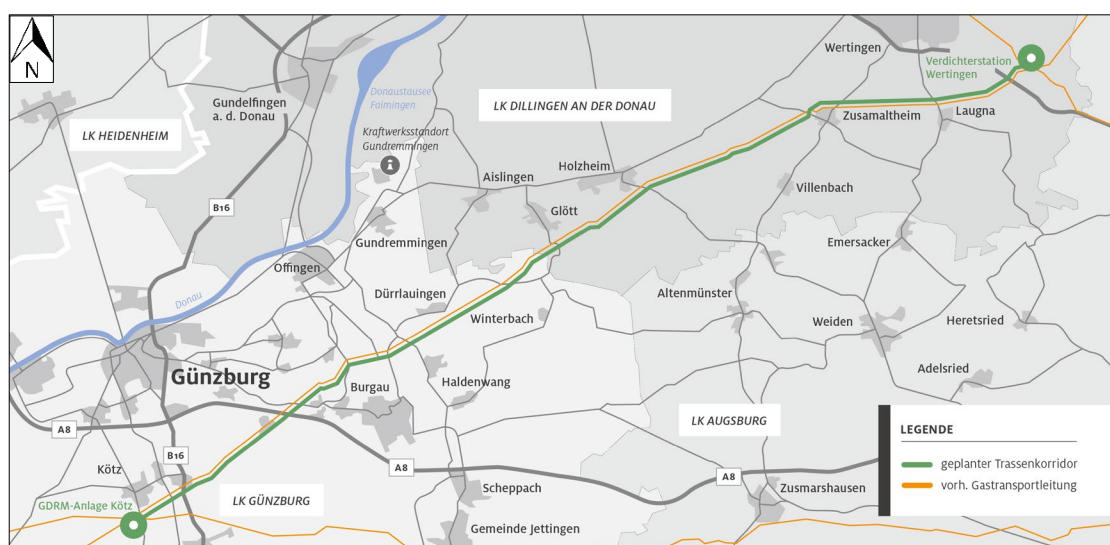 N
Wertingen
Verdichterstation
Wertingen
Donaustausee
Faimingen
Gundelfingen
a. d. Donau
LK DILLINGEN AN DER DONAU
Zusamaltheim
Laugna
LK HEIDENHEIM
Kraftwerksstandort
Gundremmingen
Holzheim
Aislingen
Villenbach
B16
Glött
Gundremmingen
Emersacker
Offingen
Donau
Dürrlauingen
Altenmünster
Winterbach
Weiden
Heretsried
Günzburg
Adelsried
Burgau
Haldenwang
LK AUGSBURG
A8
LEGENDE
B16
geplanter Trassenkorridor
Kötz
A8
A8
vorh. Gastransportleitung
Scheppach
Zusmarshausen
LK GÜNZBURG
GDRM-Anlage Kötz
Gemeinde Jettingen